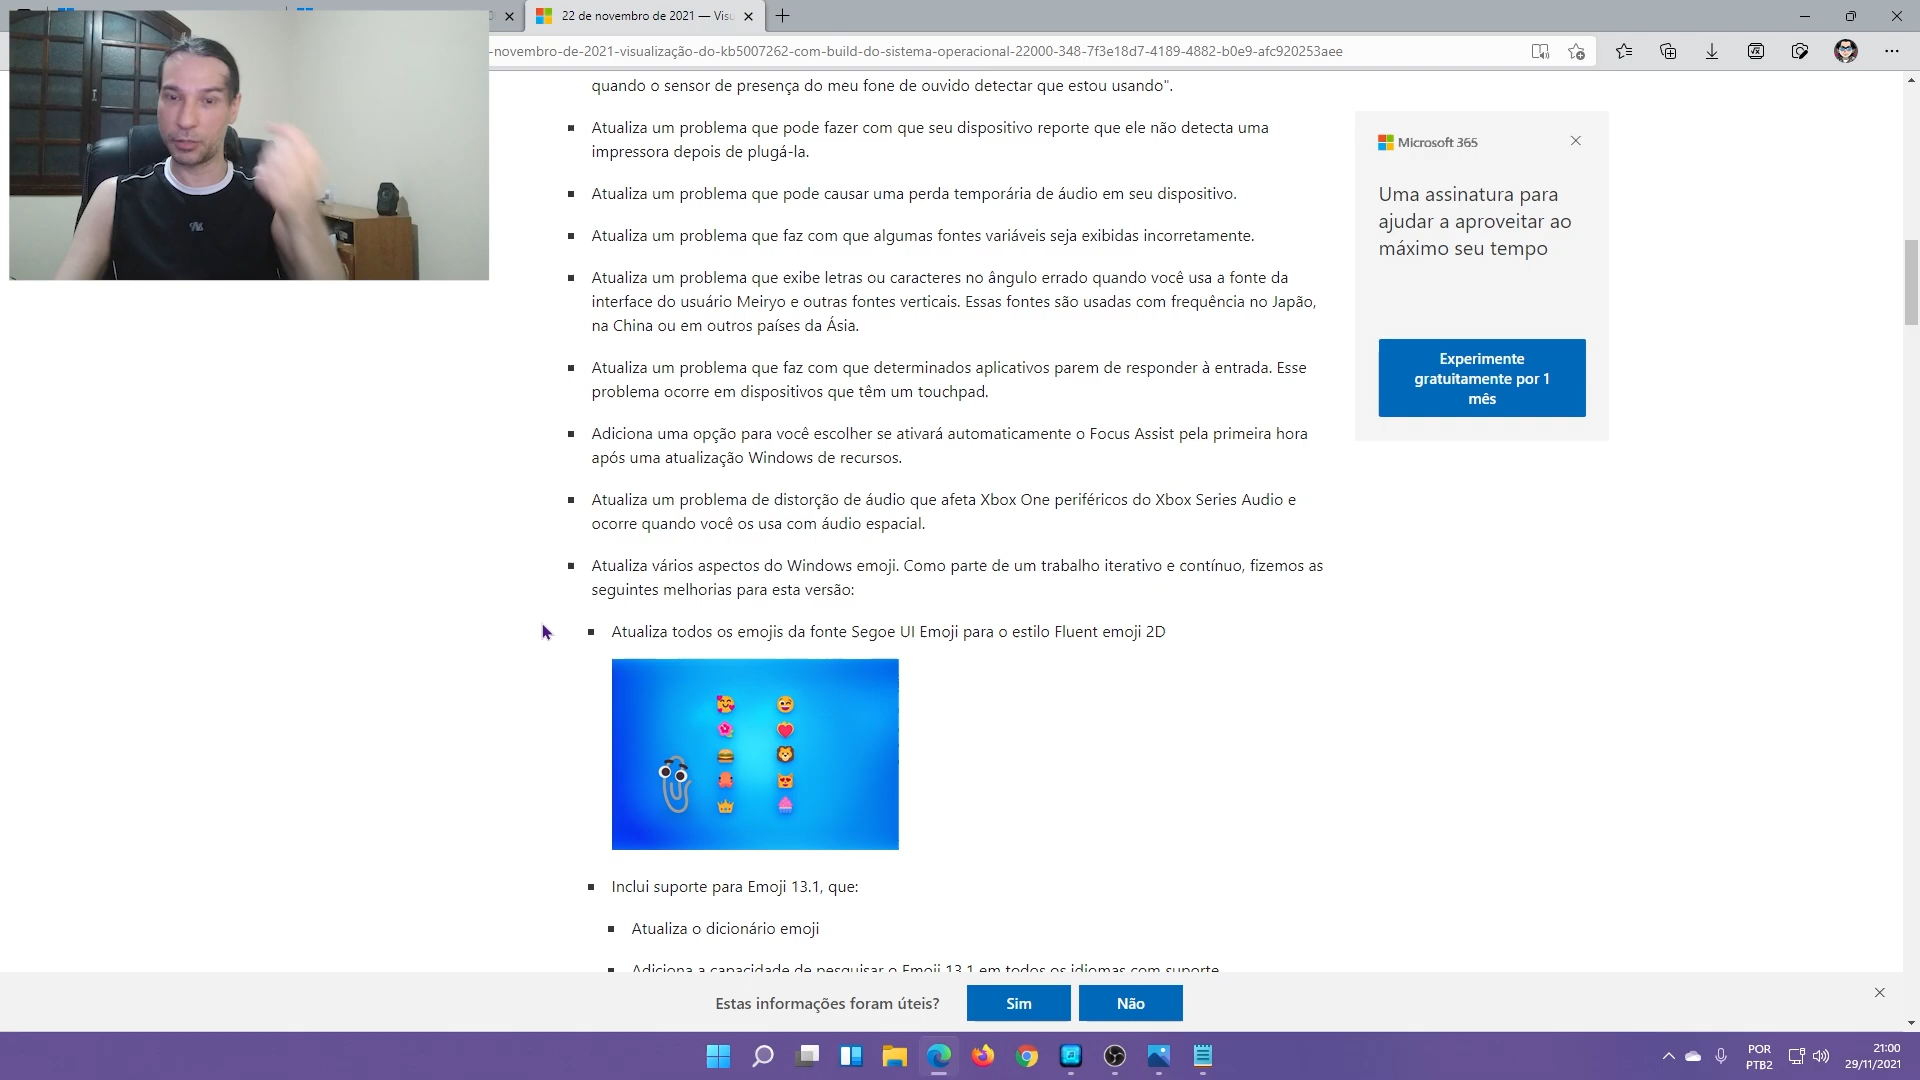 22 de novembro de 2021 — Visu
-novembro-de-2021-visualização-do-kb5007262-com-build-do-sistema-operacional-22000-348-7f3e18d7-4189-4882-b0e9-afc920253aee
quando o sensor de presença do meu fone de ouvido detectar que estou usando".
Atualiza um problema que pode fazer com que seu dispositivo reporte que ele não detecta uma
impressora depois de plugá-la.
Atualiza um problema que pode causar uma perda temporária de áudio em seu dispositivo.
Atualiza um problema que faz com que algumas fontes variáveis seja exibidas incorretamente.
Atualiza um problema que exibe letras ou caracteres no ângulo errado quando você usa a fonte da
interface do usuário Meiryo e outras fontes verticais. Essas fontes são usadas com frequência no Japão,
na China ou em outros países da Ásia.
Atualiza um problema que faz com que determinados aplicativos parem de responder à entrada. Esse
problema ocorre em dispositivos que têm um touchpad.
Adiciona uma opção para você escolher se ativará automaticamente o Focus Assist pela primeira hora
após uma atualização Windows de recursos.
Atualiza um problema de distorção de áudio que afeta Xbox One periféricos do Xbox Series Audio e
ocorre quando você os usa com áudio espacial.
Atualiza vários aspectos do Windows emoji. Como parte de um trabalho iterativo e contínuo, fizemos as
seguintes melhorias para esta versão:
Atualiza todos os emojis da fonte Segoe UI Emoji para o estilo Fluent emoji 2D
Inclui suporte para Emoji 13.1, que:
Atualiza o dicionário emoji
Adiciona a capacidade de pesquisar o Emoji 13.1 em todos os idiomas com suporte
Microsoft 365
Uma assinatura para
ajudar a aproveitar ao
máximo seu tempo
Experimente
gratuitamente por 1
mês
Estas informações foram úteis?
Sim
Não
POR
PTB2
21:00
29/11/2021